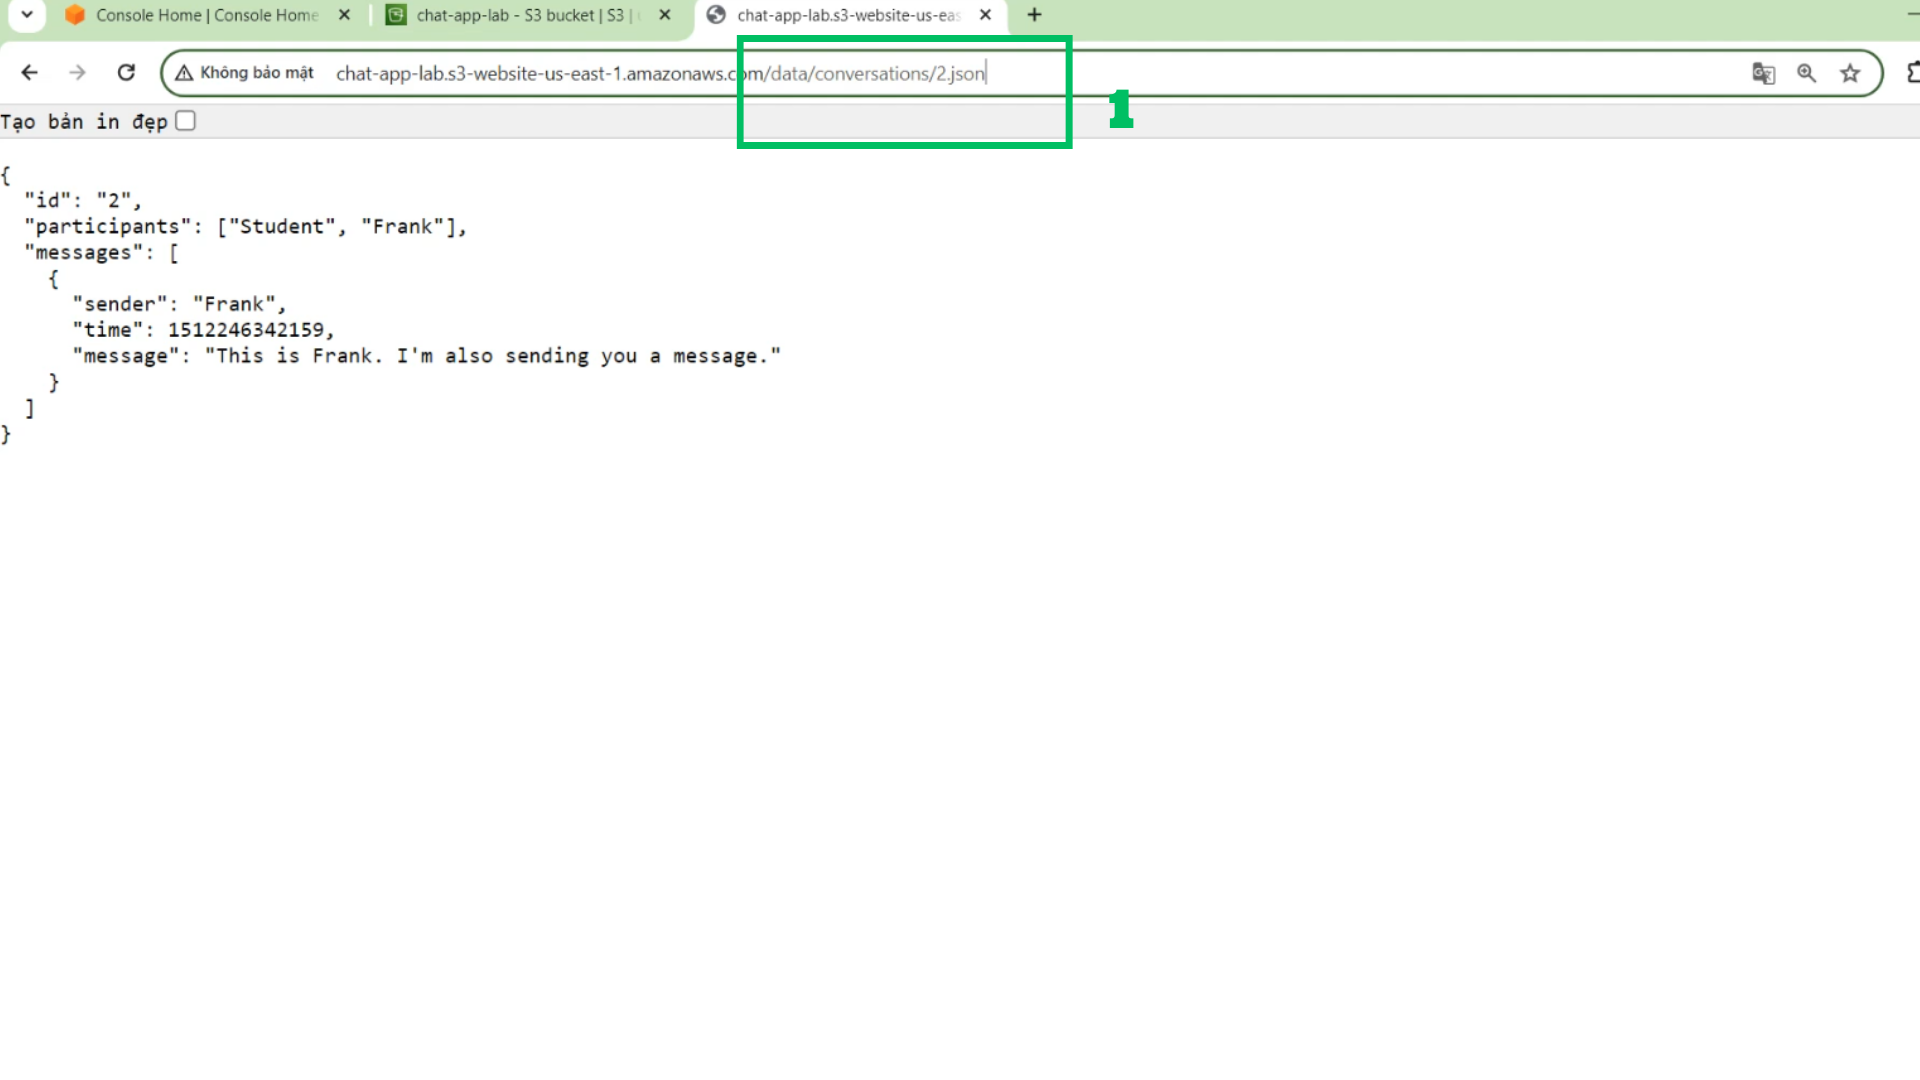 Console Home | Console Home
chat-app-lab - S3 bucket | S3 |
chat-app-lab.s3-website-us-eas
Không bảo mật
chat-app-lab.s3-website-us-east-1.amazonaws.com/data/conversations/2.json
1
Tạo bản in đẹp
{
"id": "2",
"participants": ["Student", "Frank"],
"messages": [
{
"sender": "Frank",
"time": 1512246342159,
"message": "This is Frank. I'm also sending you a message."
}
]
}